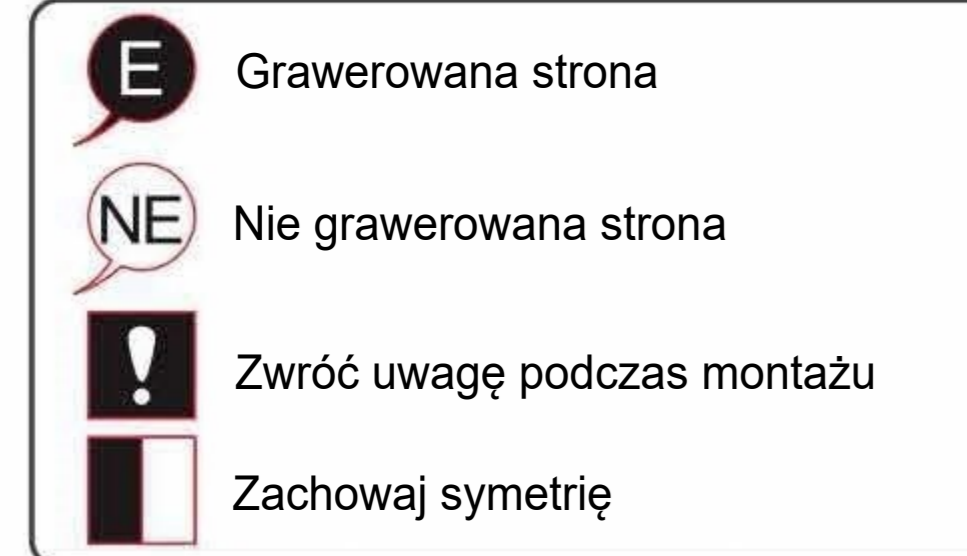 E Grawerowana strona
NE Nie grawerowana strona
! Zwróć uwagę podczas montażu
Zachowaj symetrię